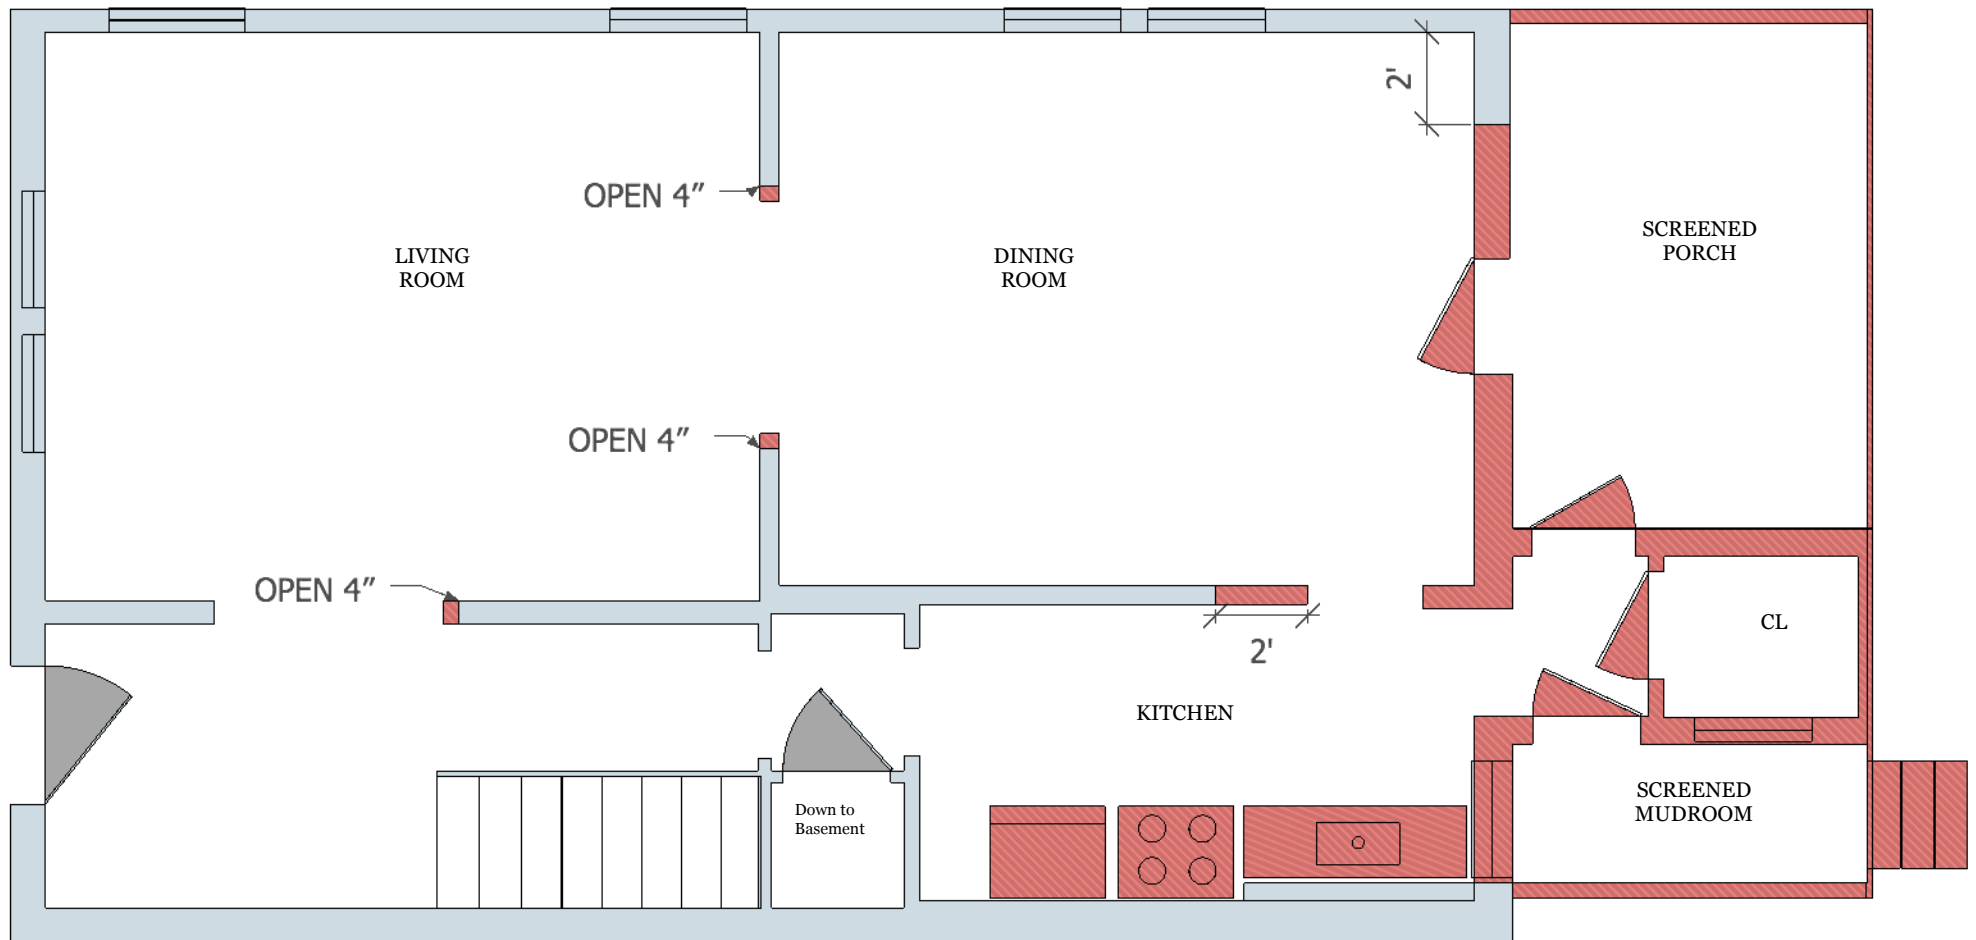 2'
OPEN 4"
LIVING
ROOM
DINING
ROOM
SCREENED
PORCH
OPEN 4"
OPEN 4"
2'
CL
KITCHEN
Down to
Basement
SCREENED
MUDROOM